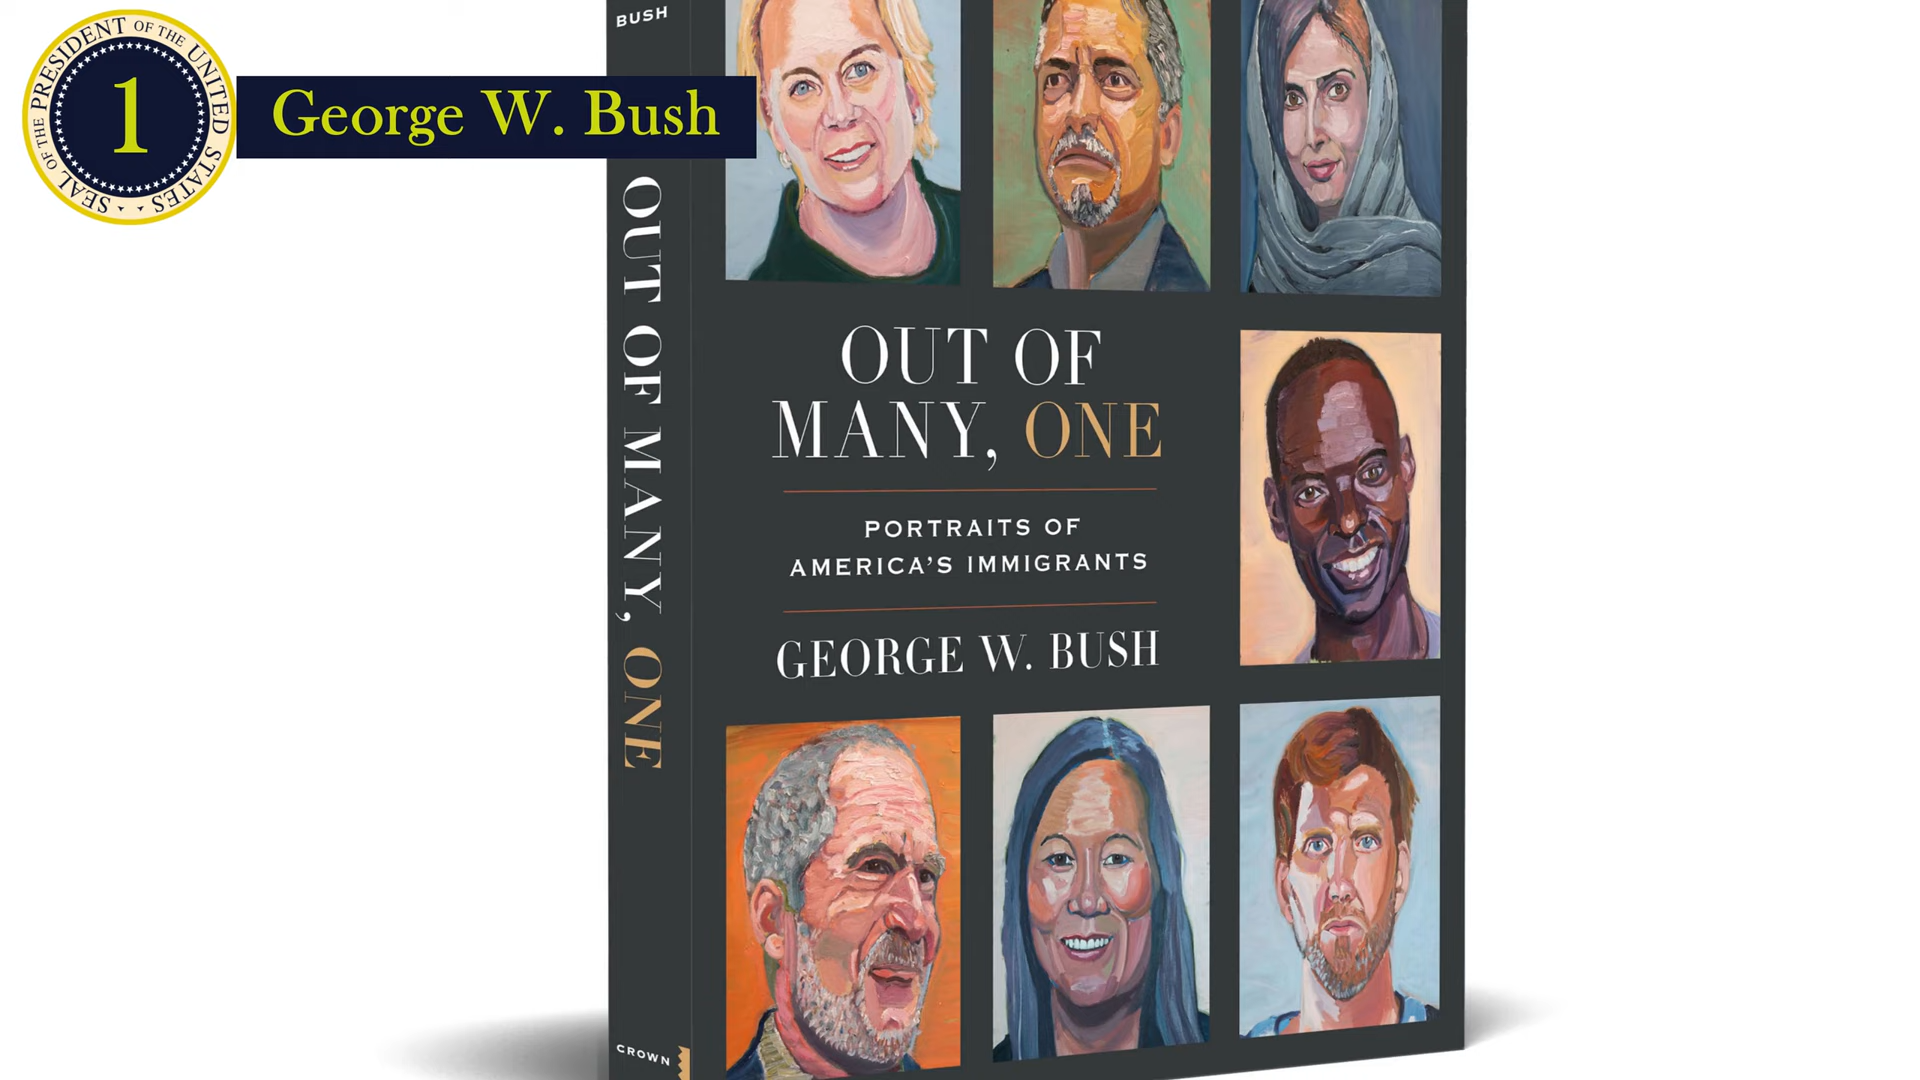 SEAL OF THE PRESIDENT OF THE UNITED STATES
1
George W. Bush
BUSH
OUT OF MANY, ONE
CROWN
OUT OF
MANY, ONE
PORTRAITS OF
AMERICA'S IMMIGRANTS
GEORGE W. BUSH